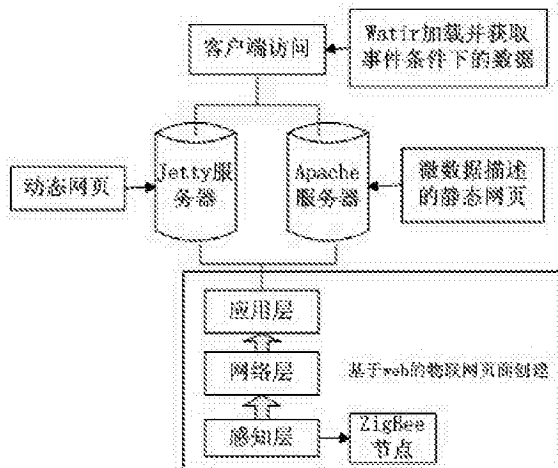 客户端访问
Watir加载并获取
事件条件下的数据
动态网页
Jetty服
务器
Apache
服务器
微数据描述
的静态网页
应用层
网络层
基于web的物联网页面创建
感知层
ZigBee
节点